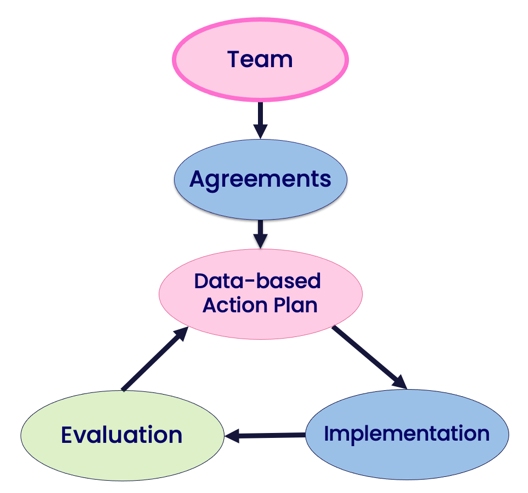 Team
Agreements
Data-based
Action Plan
Evaluation
Implementation